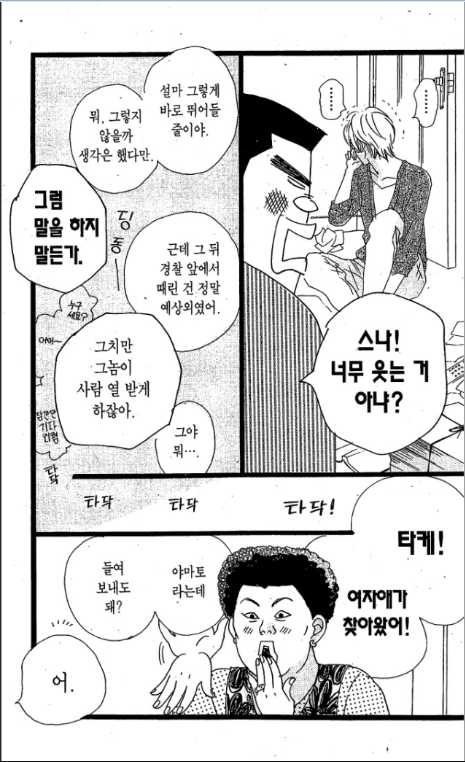 ……
……
스나!
너무 웃는 거
아냐?
설마 그렇게
바로 뛰어들
줄이야.
뭐, 그렇지
않을까
생각은 했다만.
그럼
말을 하지
말든가.
딩
동
근데 그 뒤
경찰 앞에서
때린 건 정말
예상외였어.
누구
세요?
그치만
그놈이
사람 열 받게
하잖아.
그야
뭐….
타닥
타닥
타닥
타닥!
타케!
여자애가
찾아왔어!
야마토
라는데
들여
보내도
돼?
어.